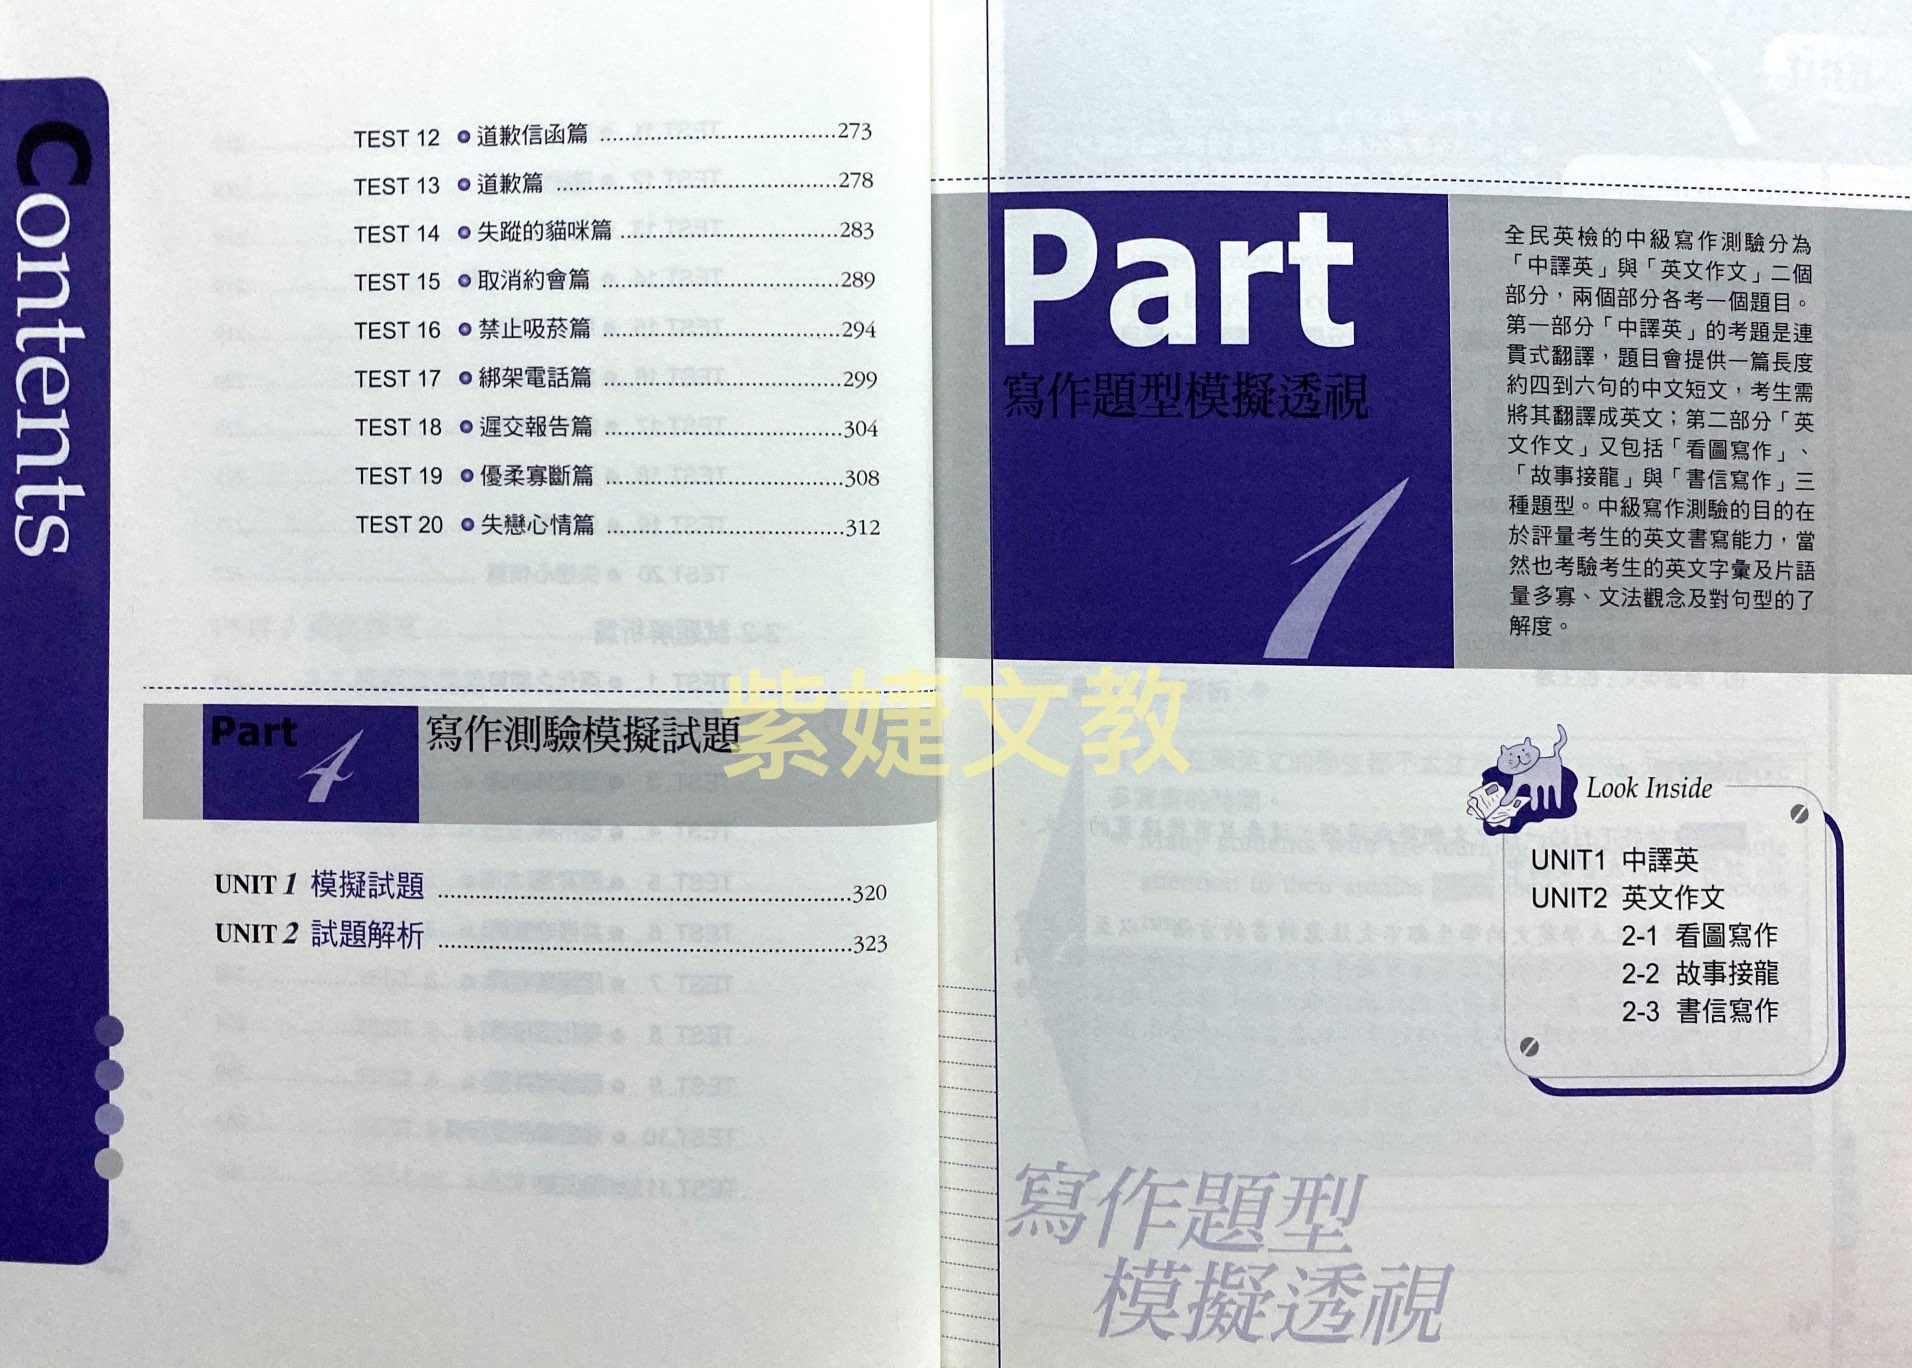 Contents
TEST 12 ● 道歉信函篇 ........................ 273
TEST 13 ● 道歉篇 ........................ 278
TEST 14 ● 失蹤的貓咪篇 ........................ 283
TEST 15 ● 取消約會篇 ........................ 289
TEST 16 ● 禁止吸菸篇 ........................ 294
TEST 17 ● 綁架電話篇 ........................ 299
TEST 18 ● 遲交報告篇 ........................ 304
TEST 19 ● 優柔寡斷篇 ........................ 308
TEST 20 ● 失戀心情篇 ........................ 312
Part 4 寫作測驗模擬試題
UNIT 1 模擬試題 ........................ 320
UNIT 2 試題解析 ........................ 323
紫婕文教
Part
寫作題型模擬透視
1
全民英檢的中級寫作測驗分為
「中譯英」與「英文作文」二個
部分，兩個部分各考一個題目。
第一部分「中譯英」的考題是連
貫式翻譯，題目會提供一篇長度
約四到六句的中文短文，考生需
將其翻譯成英文；第二部分「英
文作文」又包括「看圖寫作」、
「故事接龍」與「書信寫作」三
種題型。中級寫作測驗的目的在
於評量考生的英文書寫能力，當
然也考驗考生的英文字彙及片語
量多寡、文法觀念及對句型的了
解度。
Look Inside
UNIT1 中譯英
UNIT2 英文作文
2-1 看圖寫作
2-2 故事接龍
2-3 書信寫作
寫作題型
模擬透視